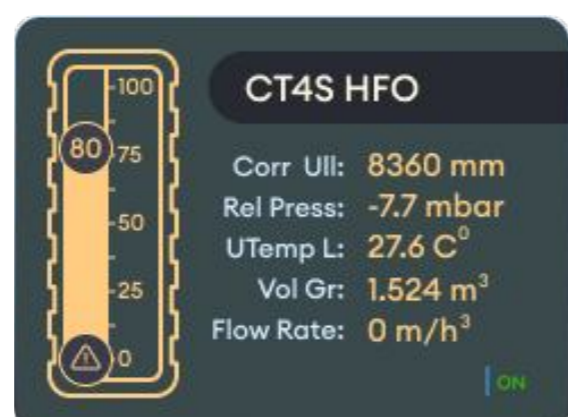 CT4S HFO
100
80
75
50
25
0
Corr Ull: 8360 mm
Rel Press: -7.7 mbar
UTemp L: 27.6 C⁰
Vol Gr: 1.524 m³
Flow Rate: 0 m/h³
ON